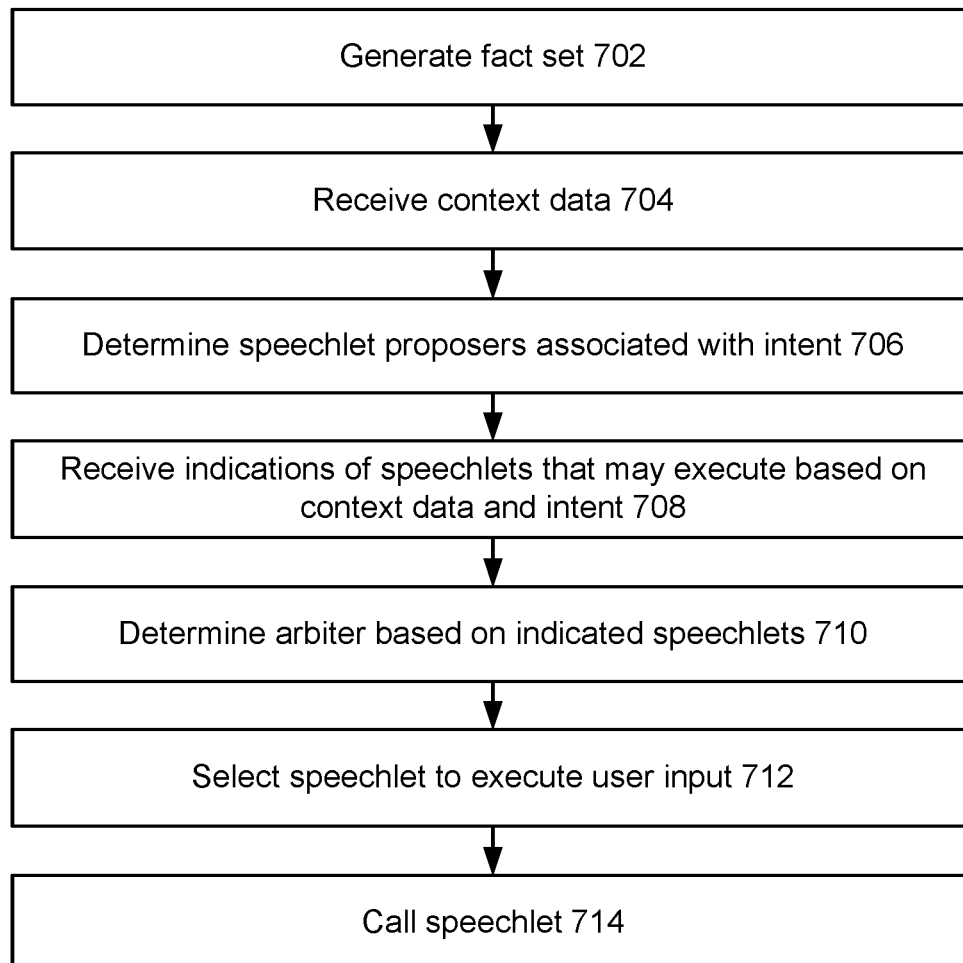 Generate fact set 702
Receive context data 704
Determine speechlet proposers associated with intent 706
Receive indications of speechlets that may execute based on
context data and intent 708
Determine arbiter based on indicated speechlets 710
Select speechlet to execute user input 712
Call speechlet 714